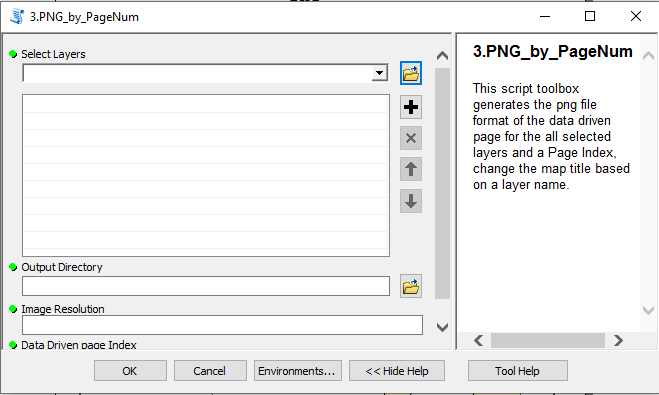 3.PNG_by_PageNum
Select Layers
Output Directory
Image Resolution
Data Driven page Index
3.PNG_by_PageNum
This script toolbox
generates the png file
format of the data driven
page for the all selected
layers and a Page Index,
change the map title based
on a layer name.
OK
Cancel
Environments...
<< Hide Help
Tool Help